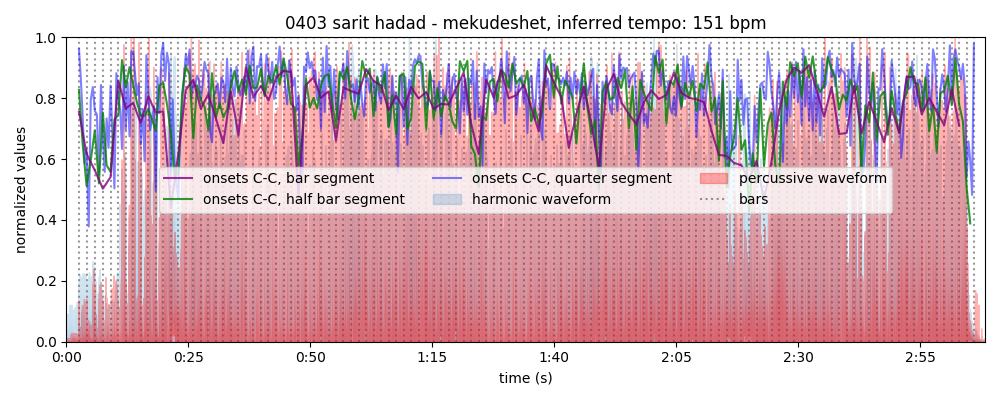 0403 sarit hadad - mekudeshet, inferred tempo: 151 bpm
normalized values
1.0
0.8
0.6
0.4
0.2
0.0
onsets C-C, bar segment
onsets C-C, half bar segment
onsets C-C, quarter segment
harmonic waveform
percussive waveform
bars
0:00 0:25 0:50 1:15 1:40 2:05 2:30 2:55
time (s)